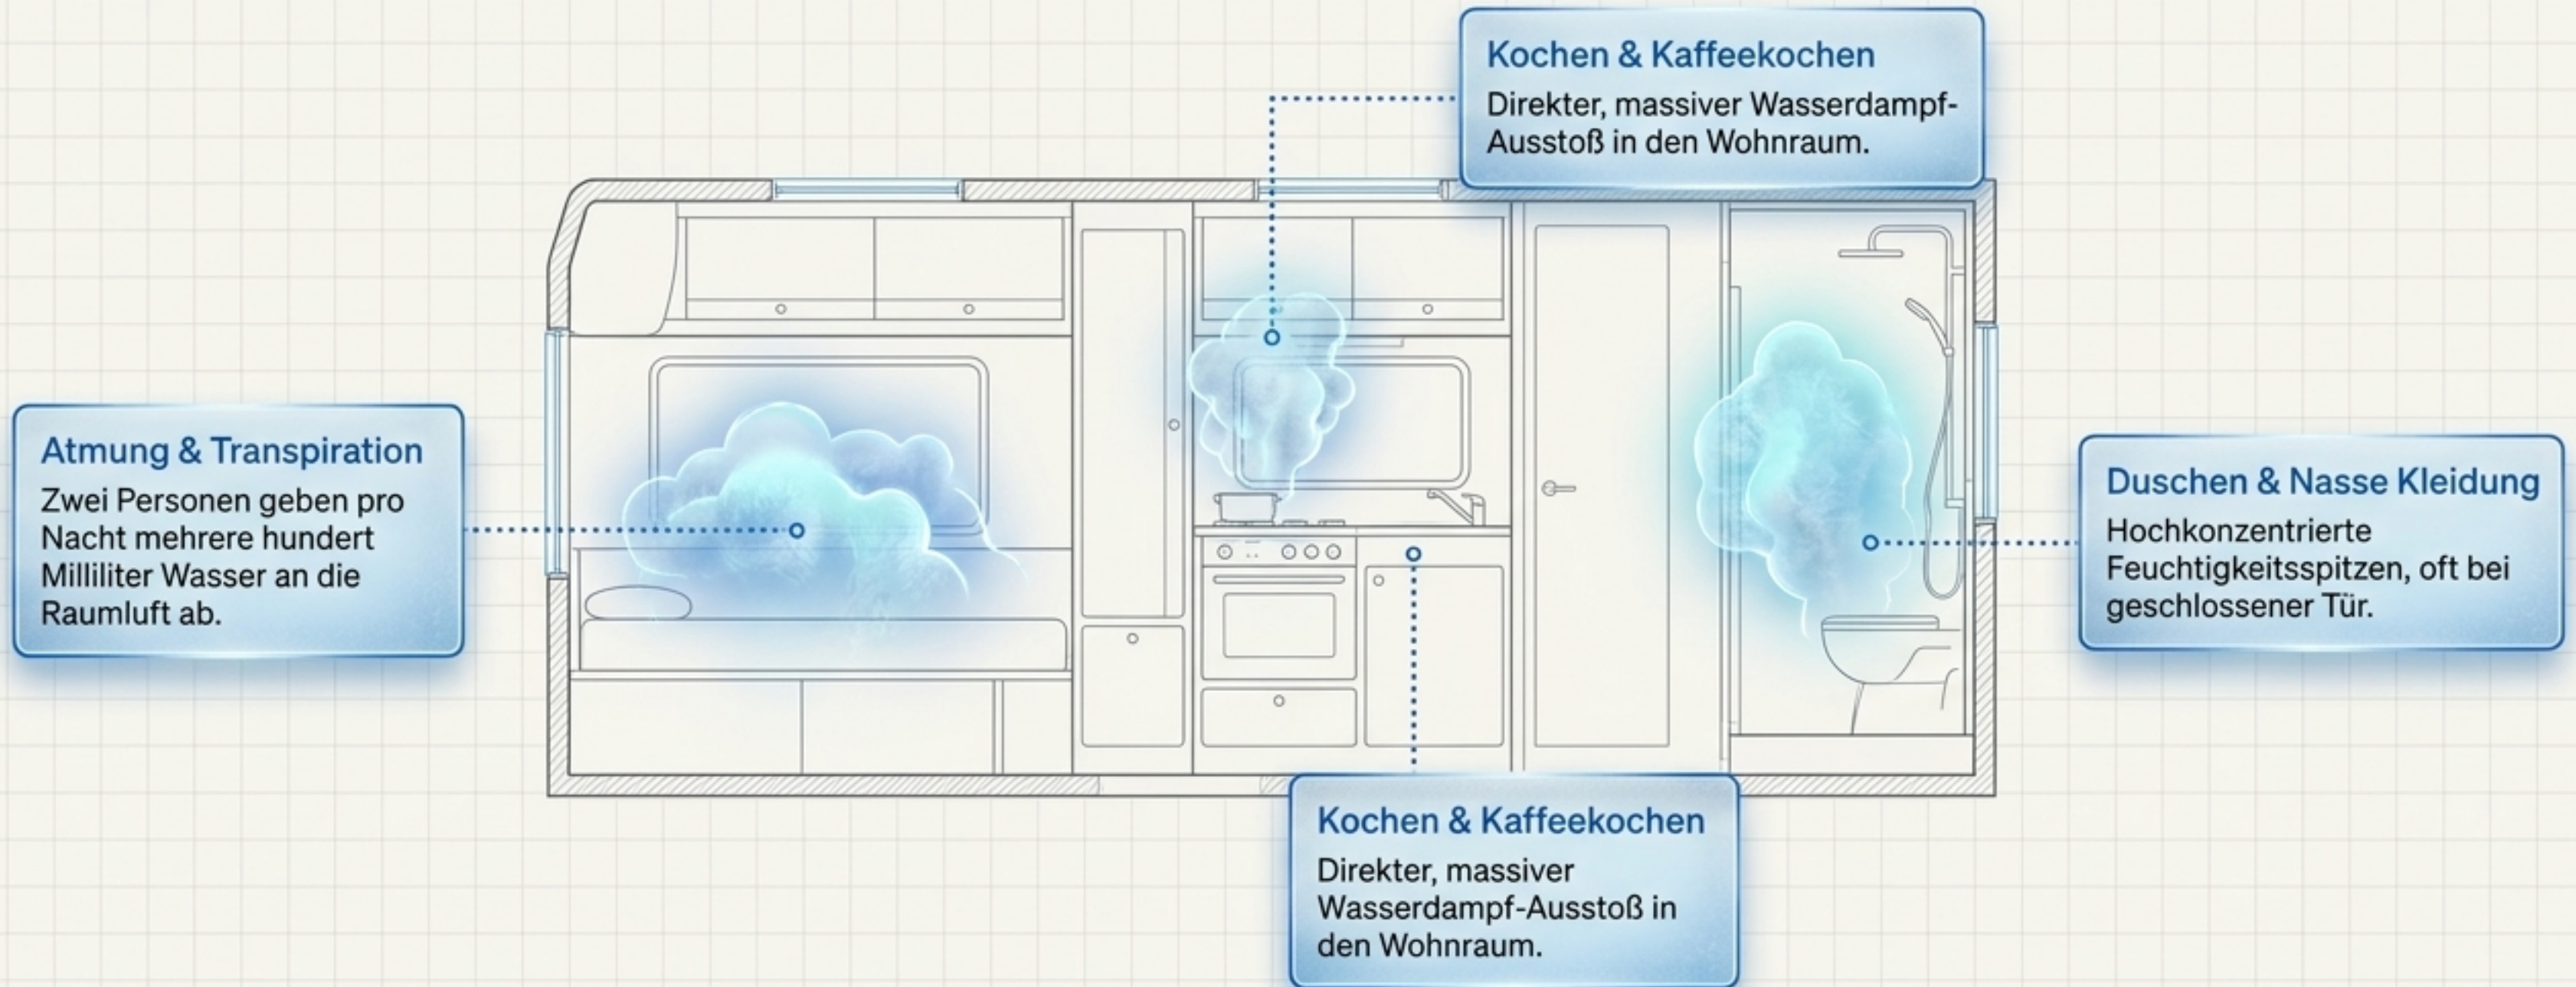 Kochen & Kaffeekochen
Direkter, massiver Wasserdampf-
Ausstoß in den Wohnraum.
Atmung & Transpiration
Zwei Personen geben pro
Nacht mehrere hundert
Milliliter Wasser an die
Raumluft ab.
Duschen & Nasse Kleidung
Hochkonzentrierte
Feuchtigkeitsspitzen, oft bei
geschlossener Tür.
Kochen & Kaffeekochen
Direkter, massiver
Wasserdampf-Ausstoß in
den Wohnraum.